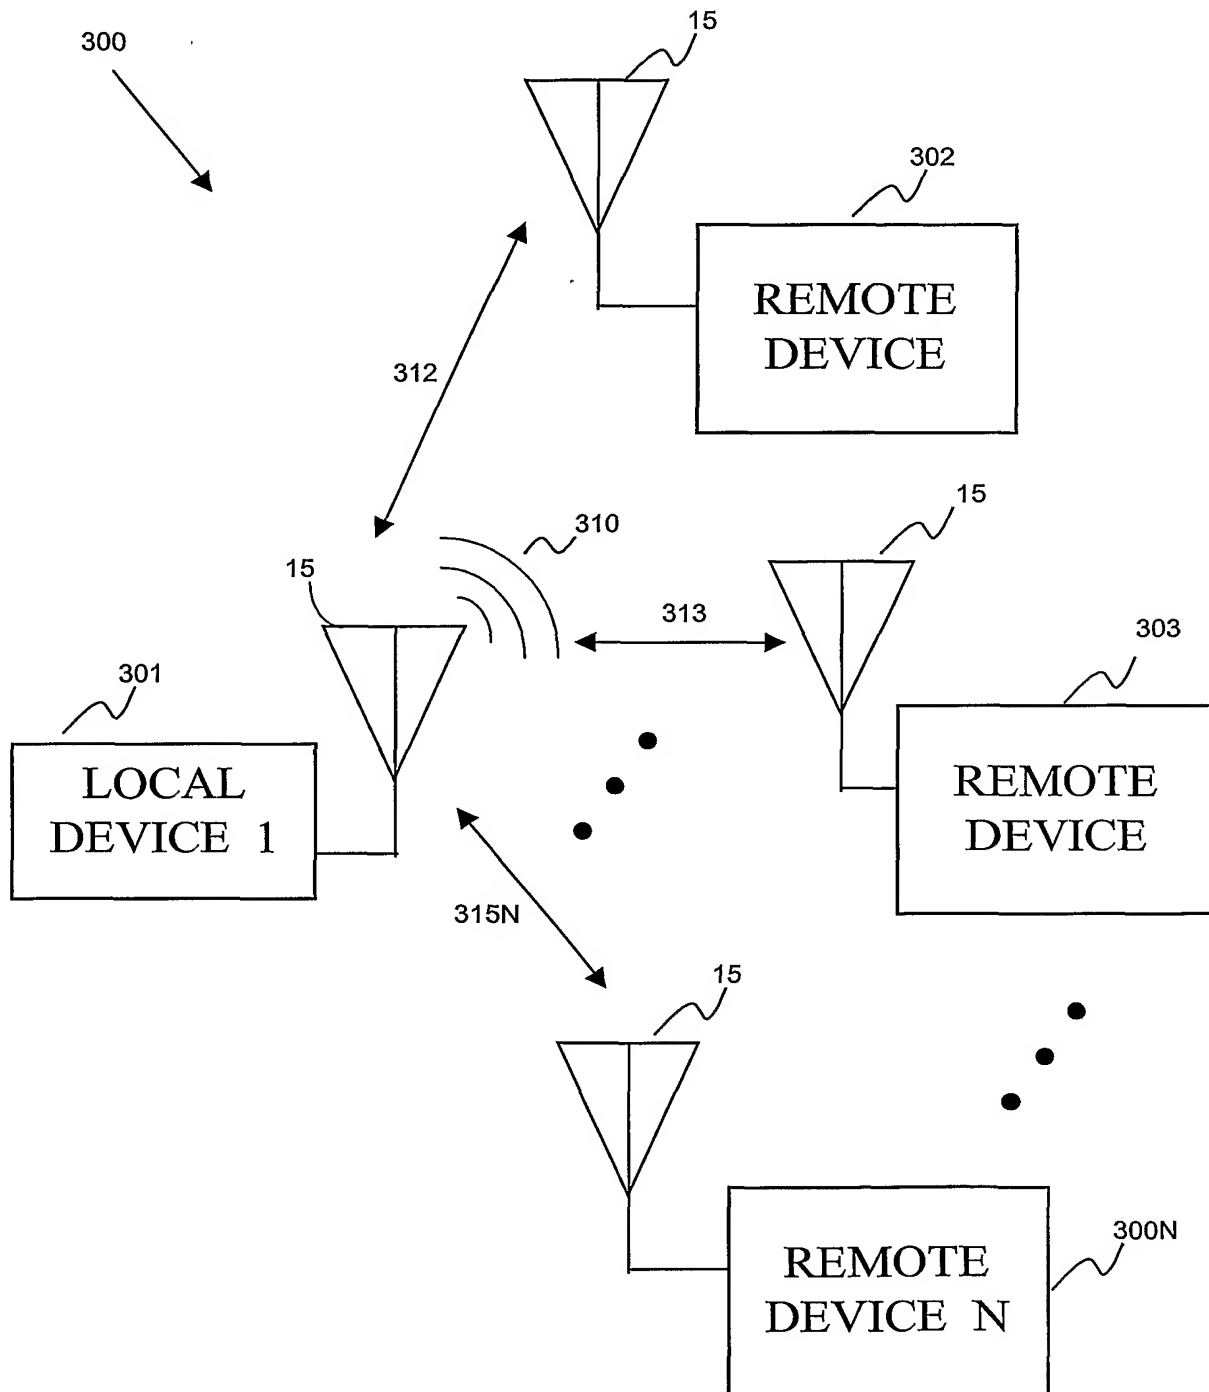 300
15
302
REMOTE
DEVICE
312
310
15
15
313
303
301
LOCAL
DEVICE 1
REMOTE
DEVICE
315N
15
300N
REMOTE
DEVICE N